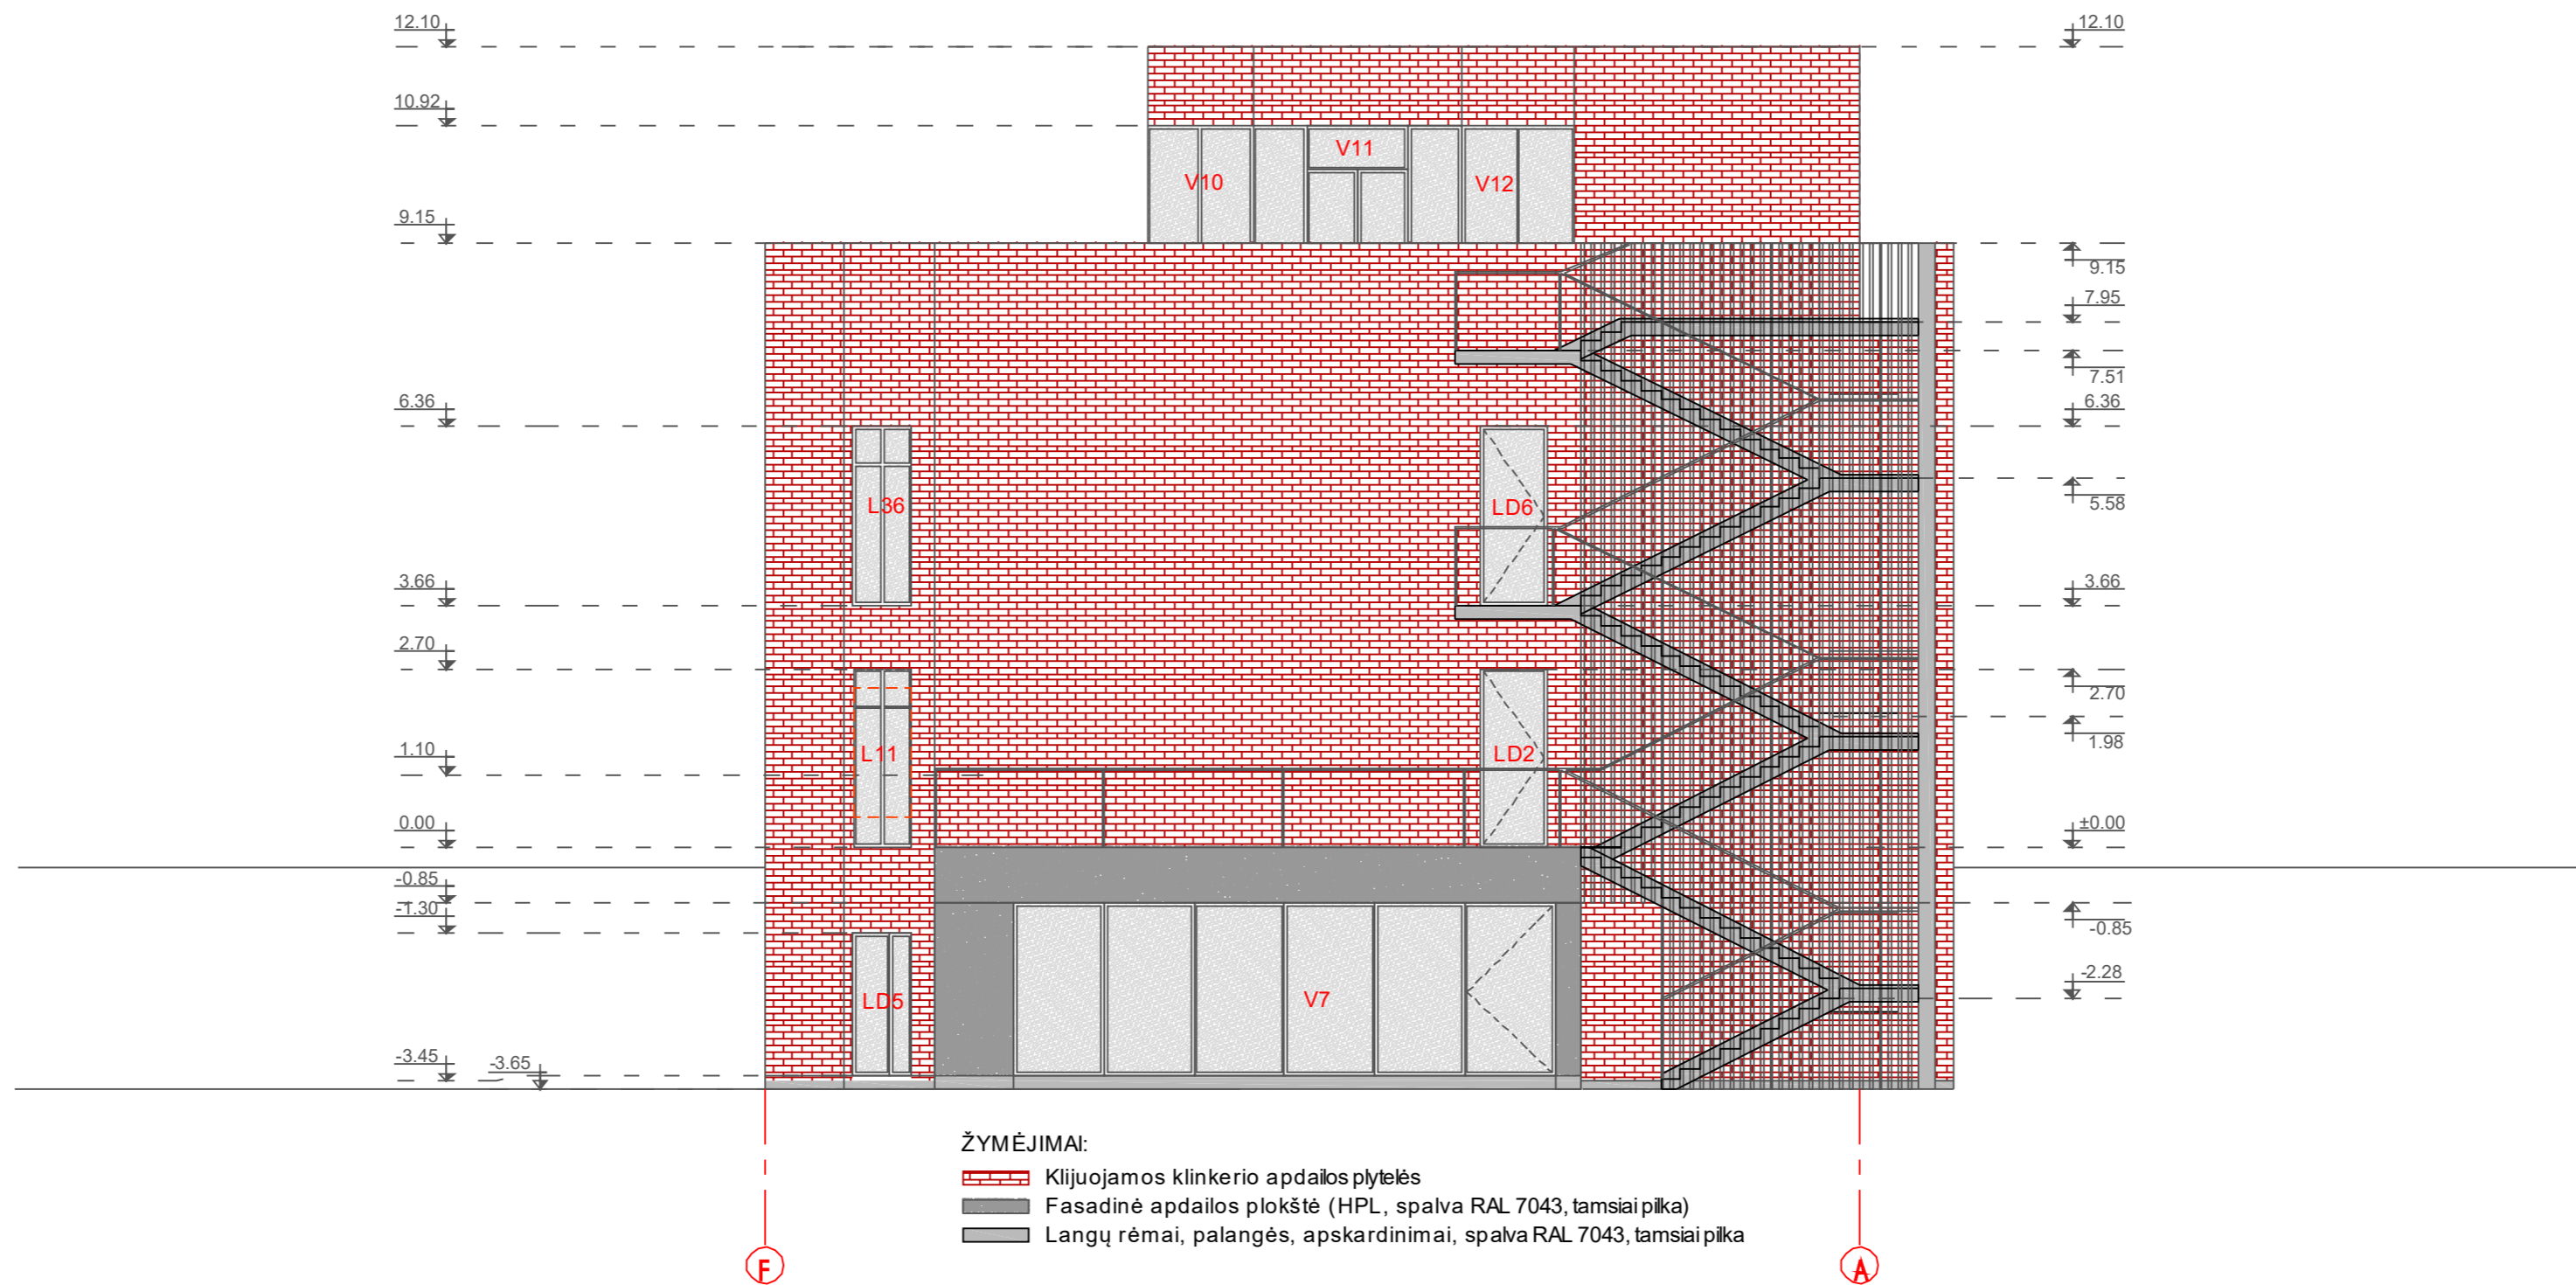 12.10
12.10
10.92
V11
V10
V12
9.15
9.15
7.95
7.51
6.36
6.36
L36
LD6
5.58
3.66
3.66
2.70
2.70
1.98
1.10
L11
LD2
0.00
±0.00
-0.85
-0.85
-1.30
-2.28
LD5
V7
-3.45
-3.65
ŽYMĖJIMAI:
Klijuojamos klinkerio apdailos plytelės
Fasadinė apdailos plokštė (HPL, spalva RAL 7043, tamsiai pilka)
Langų rėmai, palangės, apskardinimai, spalva RAL 7043, tamsiai pilka
F
A